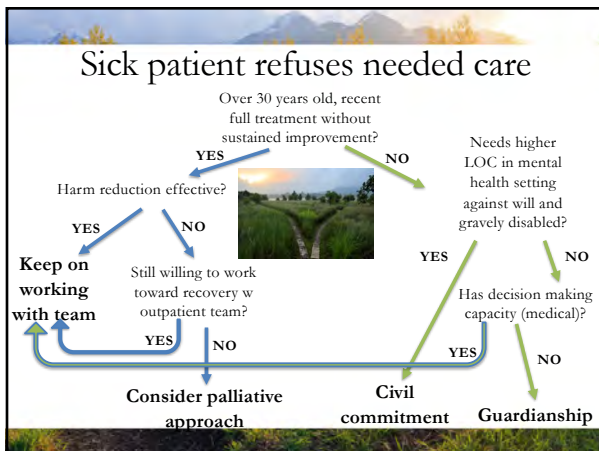 Sick patient refuses needed care
Over 30 years old, recent
full treatment without
sustained improvement?
YES
NO
Harm reduction effective?
Needs higher
LOC in mental
health setting
against will and
gravely disabled?
YES
NO
YES
NO
Keep on
working
with team
Still willing to work
toward recovery w
outpatient team?
Has decision making
capacity (medical)?
YES
NO
YES
NO
Consider palliative
approach
Civil
commitment
Guardianship